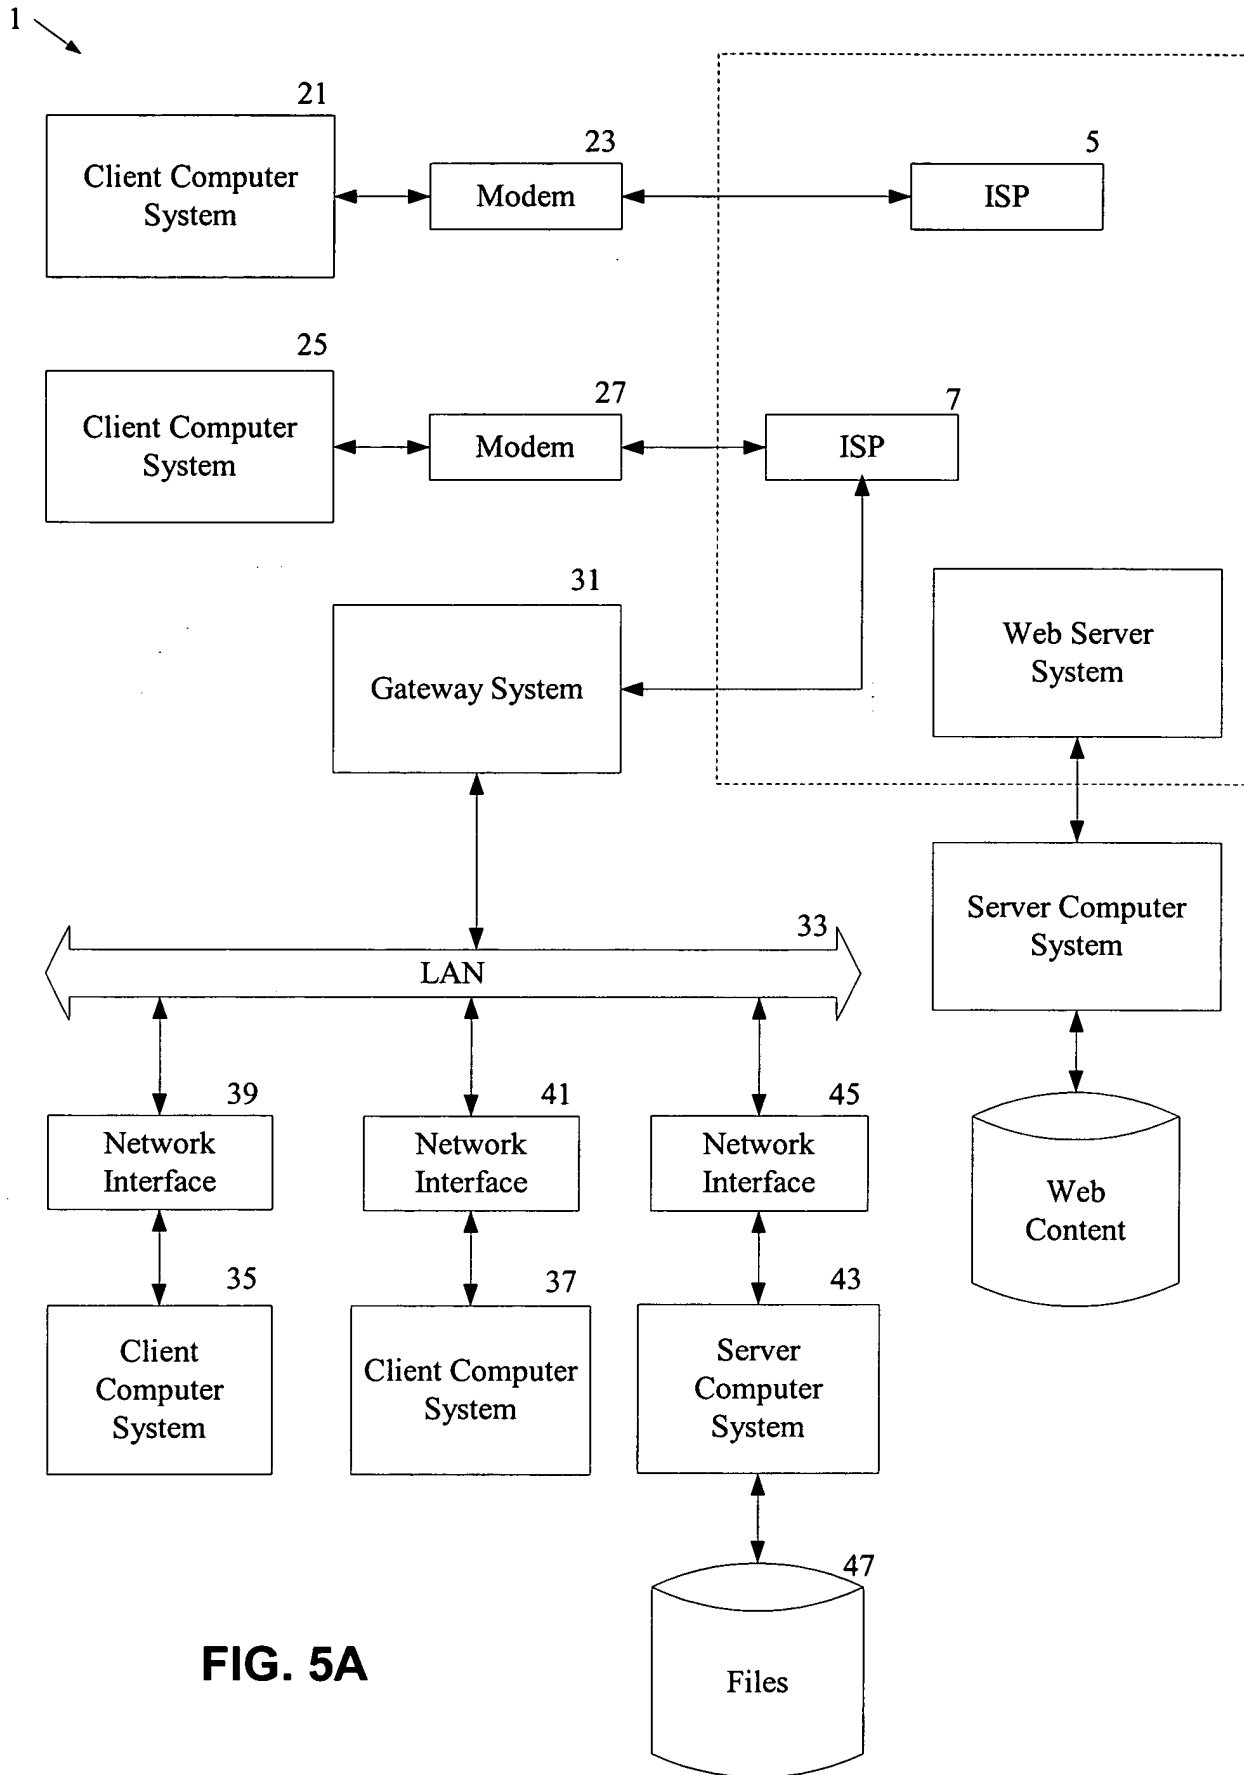 1
21
Client Computer
System
23
Modem
5
ISP
25
Client Computer
System
27
Modem
7
ISP
31
Gateway System
Web Server
System
33
LAN
Server Computer
System
39
Network
Interface
41
Network
Interface
45
Network
Interface
Web
Content
35
Client
Computer
System
37
Client Computer
System
43
Server
Computer
System
47
Files
FIG. 5A